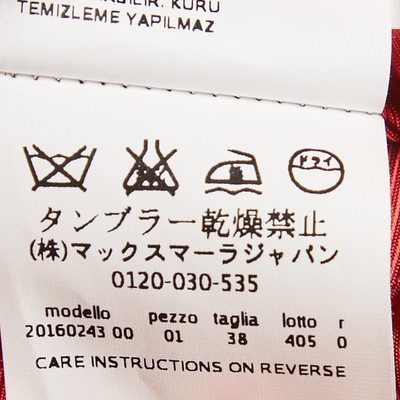 KURU
TEMIZLEME YAPILMAZ
ドライ
タンブラー乾燥禁止
(株)マックスマーラジャパン
0120-030-535
modello pezzo taglia lotto r
20160243 00 01 38 405 0
CARE INSTRUCTIONS ON REVERSE